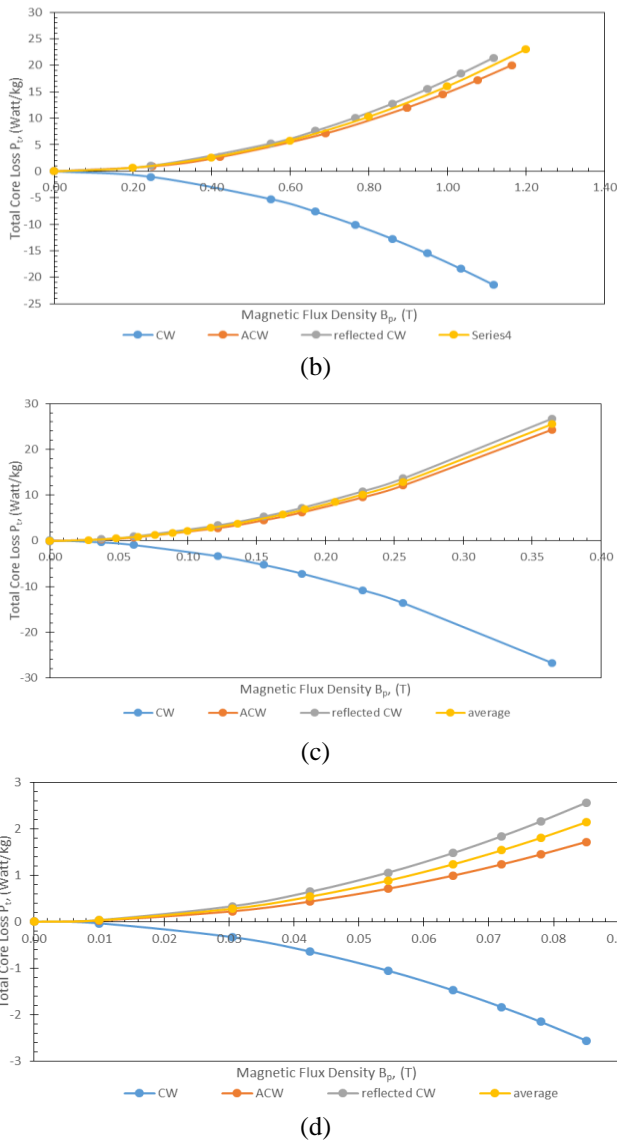 30
25
20
15
10
5
0
-5
-10
-15
-20
-25
0.00 0.20 0.40 0.60 0.80 1.00 1.20 1.40
Total Core Loss Pt, (Watt/kg)
Magnetic Flux Density Bp, (T)
CW ACW reflected CW Series4
(b)
30
20
10
0
-10
-20
-30
0.00 0.05 0.10 0.15 0.20 0.25 0.30 0.35 0.40
Total Core Loss Pt, (Watt/kg)
Magnetic Flux Density Bp, (T)
CW ACW reflected CW average
(c)
3
2
1
0
-1
-2
-3
0.00 0.01 0.02 0.03 0.04 0.05 0.06 0.07 0.08
Total Core Loss Pt, (Watt/kg)
Magnetic Flux Density Bp, (T)
CW ACW reflected CW average
(d)